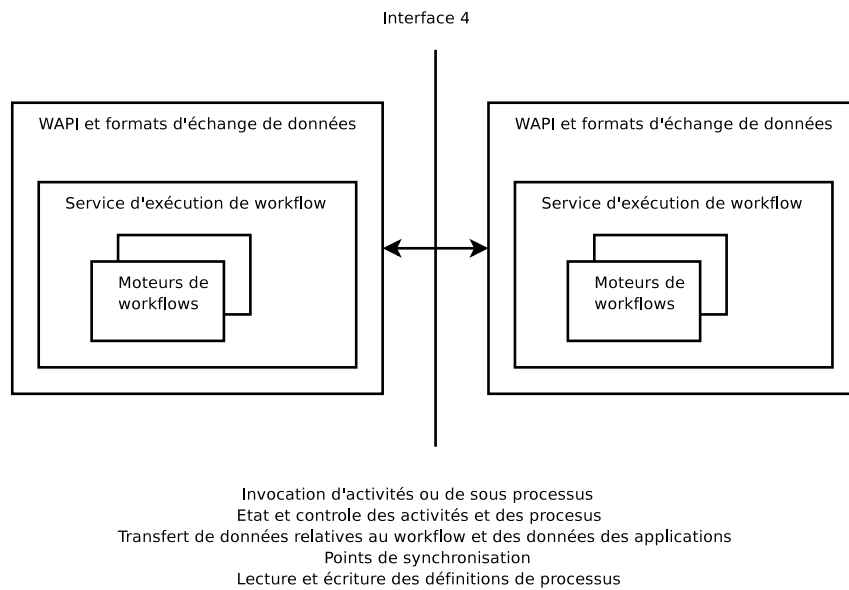 Interface 4
WAPI et formats d'échange de données
WAPI et formats d'échange de données
Service d'exécution de workflow
Service d'exécution de workflow
Moteurs de
workflows
Moteurs de
workflows
Invocation d'activités ou de sous processus
Etat et controle des activités et des procesus
Transfert de données relatives au workflow et des données des applications
Points de synchronisation
Lecture et écriture des définitions de processus